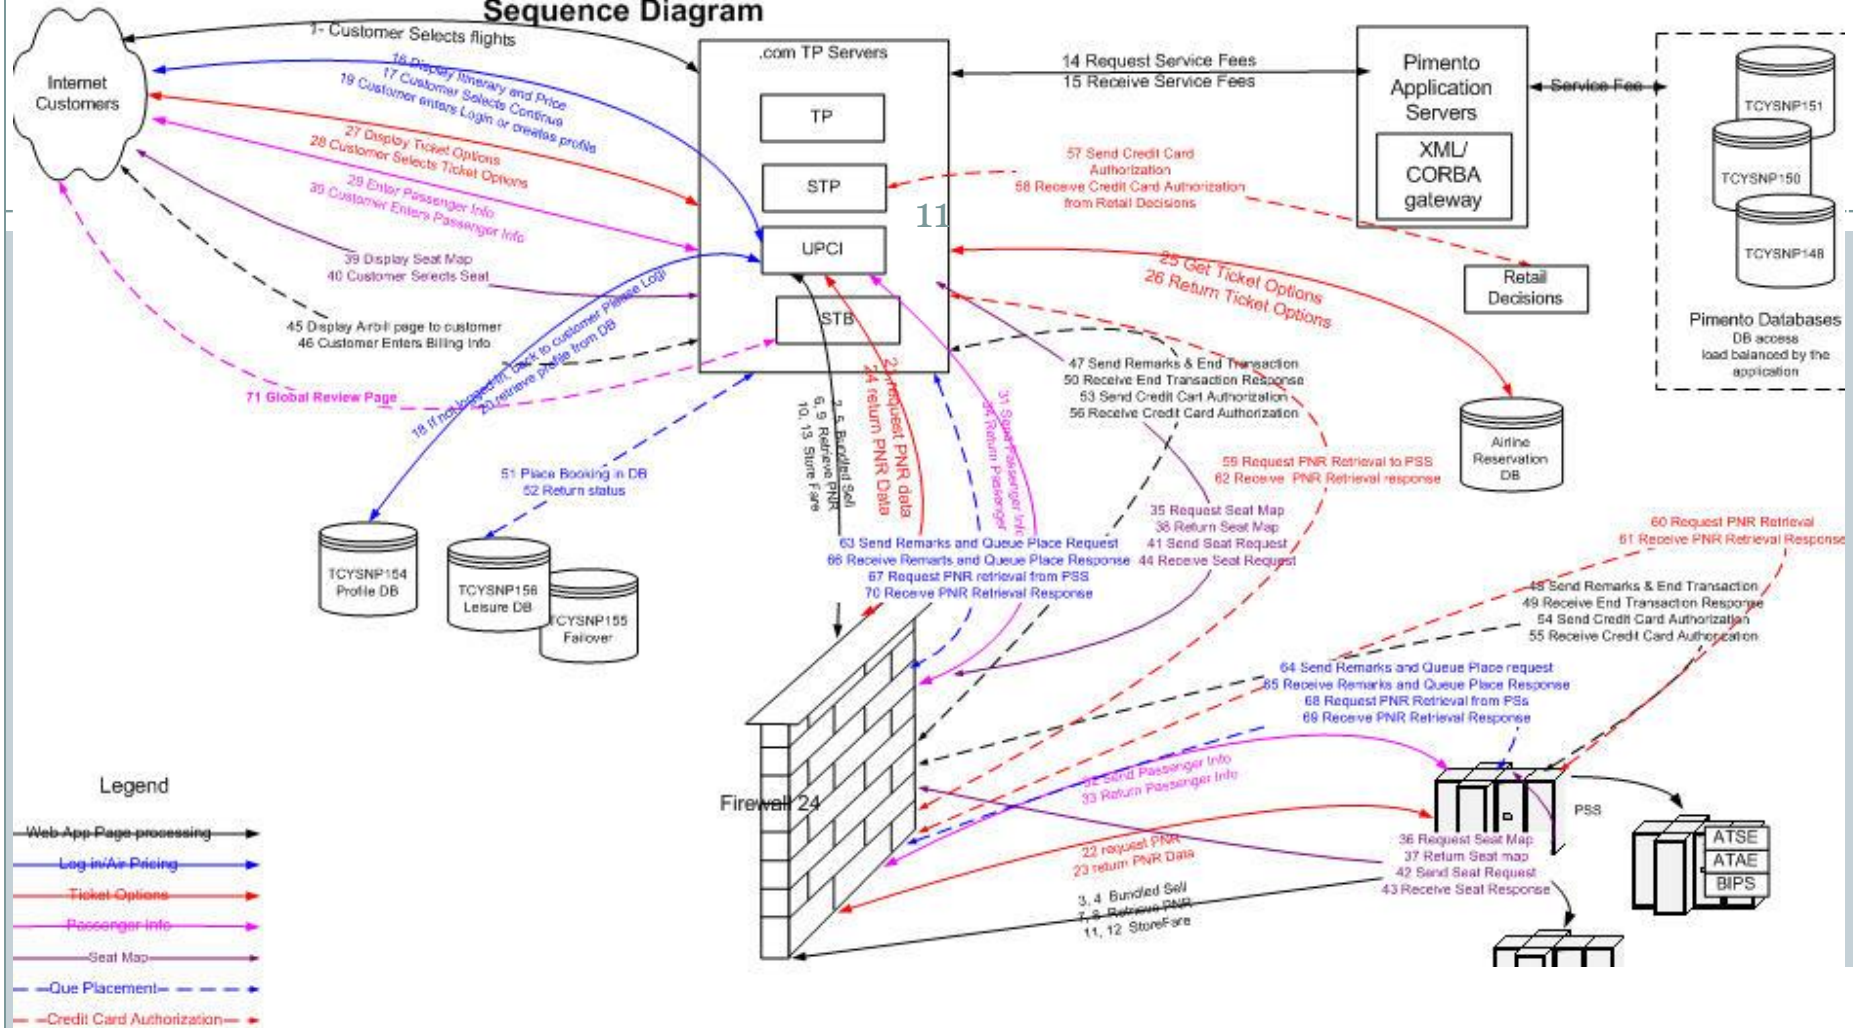 Sequence Diagram
Internet
Customers
1- Customer Selects flights
16 Display Itinerary and Price
17 Customer Selects Continue
19 Customer enters Login or creates profile
27 Display Ticket Options
28 Customer Selects Ticket Options
29 Enter Passenger Info
30 Customer Enters Passenger Info
39 Display Seat Map
40 Customer Selects Seat
45 Display Airbill page to customer
46 Customer Enters Billing Info
71 Global Review Page
18 If not logged in, back to customer Please Logi
20 retrieve profile from DB
51 Place Booking in DB
52 Return status
TCYSNP154
Profile DB
TCYSNP156
Leisure DB
TCYSNP155
Failover
.com TP Servers
TP
STP
11
UPCI
STB
14 Request Service Fees
15 Receive Service Fees
Pimento
Application
Servers
XML/
CORBA
gateway
Service Fee
TCYSNP151
TCYSNP150
TCYSNP148
Pimento Databases
DB access
load balanced by the
application
57 Send Credit Card
Authorization
58 Receive Credit Card Authorization
from Retail Decisions
Retail
Decisions
25 Get Ticket Options
26 Return Ticket Options
Airline
Reservation
DB
2, 5, Bundled Sell
6, 9 Retrieve PNR
10, 13 Store Fare
21 request PNR data
24 return PNR Data
31 Send Passenger Info
34 Return Passenger
47 Send Remarks & End Transaction
50 Receive End Transaction Response
53 Send Credit Cart Authorization
56 Receive Credit Card Authorization
59 Request PNR Retrieval to PSS
62 Receive PNR Retrieval response
35 Request Seat Map
38 Return Seat Map
41 Send Seat Request
44 Receive Seat Request
63 Send Remarks and Queue Place Request
66 Receive Remarts and Queue Place Response
67 Request PNR retrieval from PSS
70 Receive PNR Retrieval Response
60 Request PNR Retrieval
61 Receive PNR Retrieval Response
48 Send Remarks & End Transaction
49 Receive End Transaction Response
54 Send Credit Card Authorization
55 Receive Credit Card Authorization
64 Send Remarks and Queue Place request
65 Receive Remarks and Queue Place Response
68 Request PNR Retrieval from PSs
69 Receive PNR Retrieval Response
32 Send Passenger Info
33 Return Passenger Info
Firewall 24
22 request PNR
23 return PNR Data
3, 4 Bundled Sell
7, 8 Retrieve PNR
11, 12 StoreFare
36 Request Seat Map
37 Return Seat map
42 Send Seat Request
43 Receive Seat Response
PSS
ATSE
ATAE
BIPS
Legend
Web App Page processing
Log in/Air Pricing
Ticket Options
Passenger Info
Seat Map
Que Placement
Credit Card Authorization